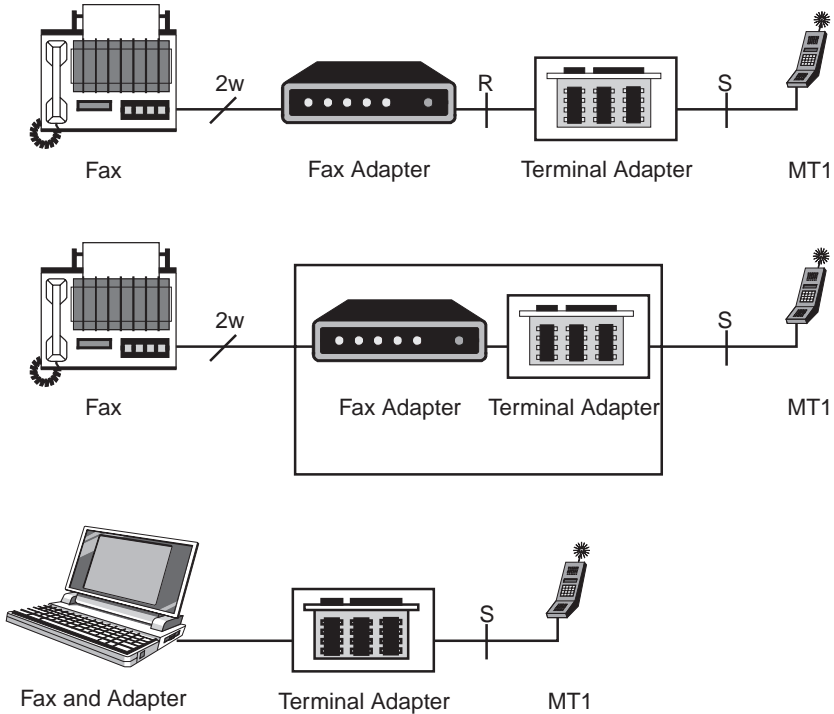 2w
R
S
Fax
Fax Adapter
Terminal Adapter
MT1
2w
S
Fax
Fax Adapter
Terminal Adapter
MT1
S
Fax and Adapter
Terminal Adapter
MT1